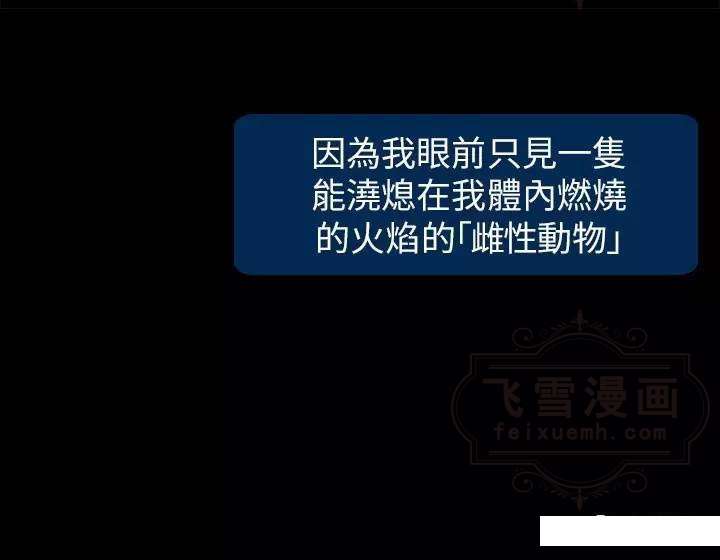 因為我眼前只見一隻
能澆熄在我體內燃燒
的火焰的「雌性動物」
飞雪漫画
feixuemh.com